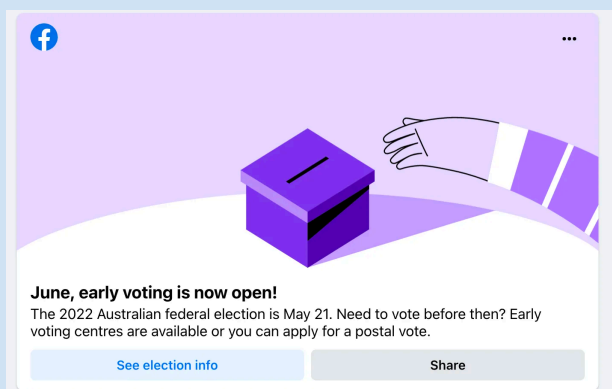 June, early voting is now open!
The 2022 Australian federal election is May 21. Need to vote before then? Early
voting centres are available or you can apply for a postal vote.
See election info
Share